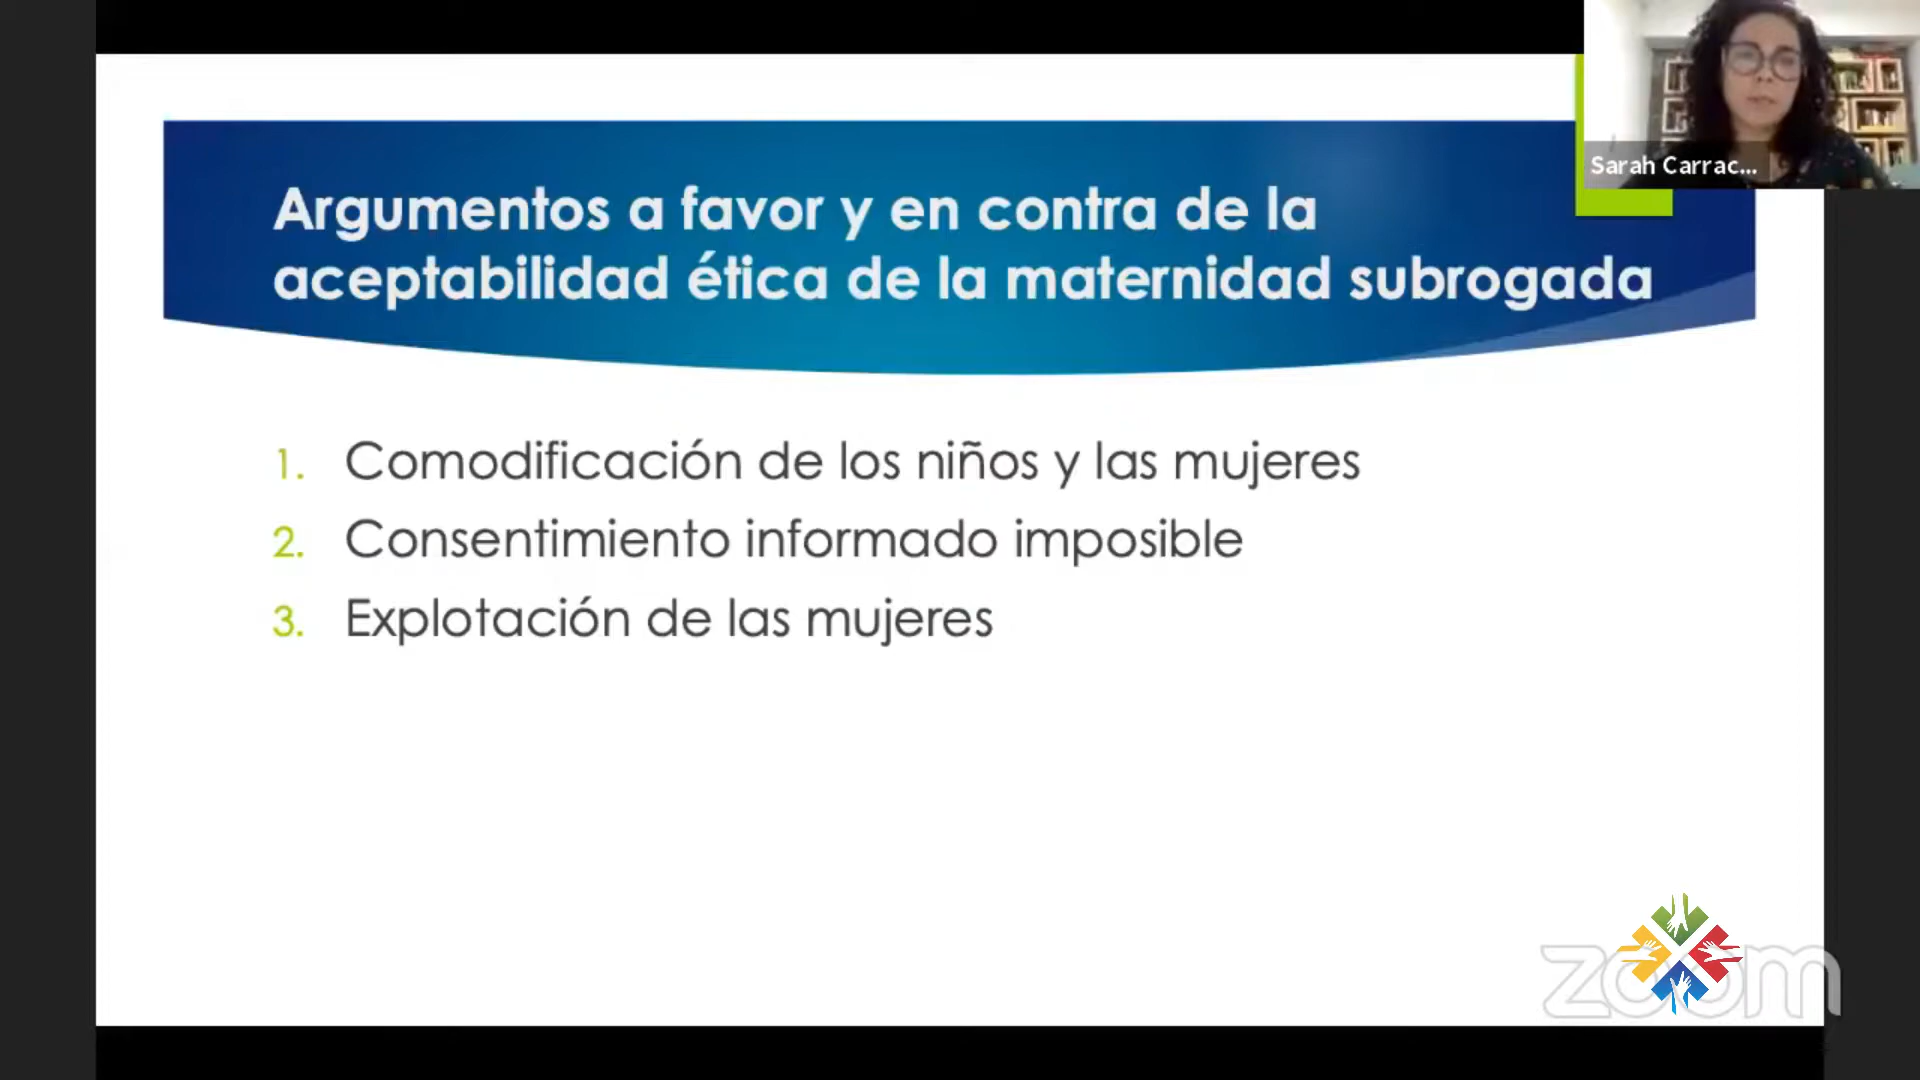 Sarah Carrac...
Argumentos a favor y en contra de la
aceptabilidad ética de la maternidad subrogada
1. Comodificación de los niños y las mujeres
2. Consentimiento informado imposible
3. Explotación de las mujeres
zoom